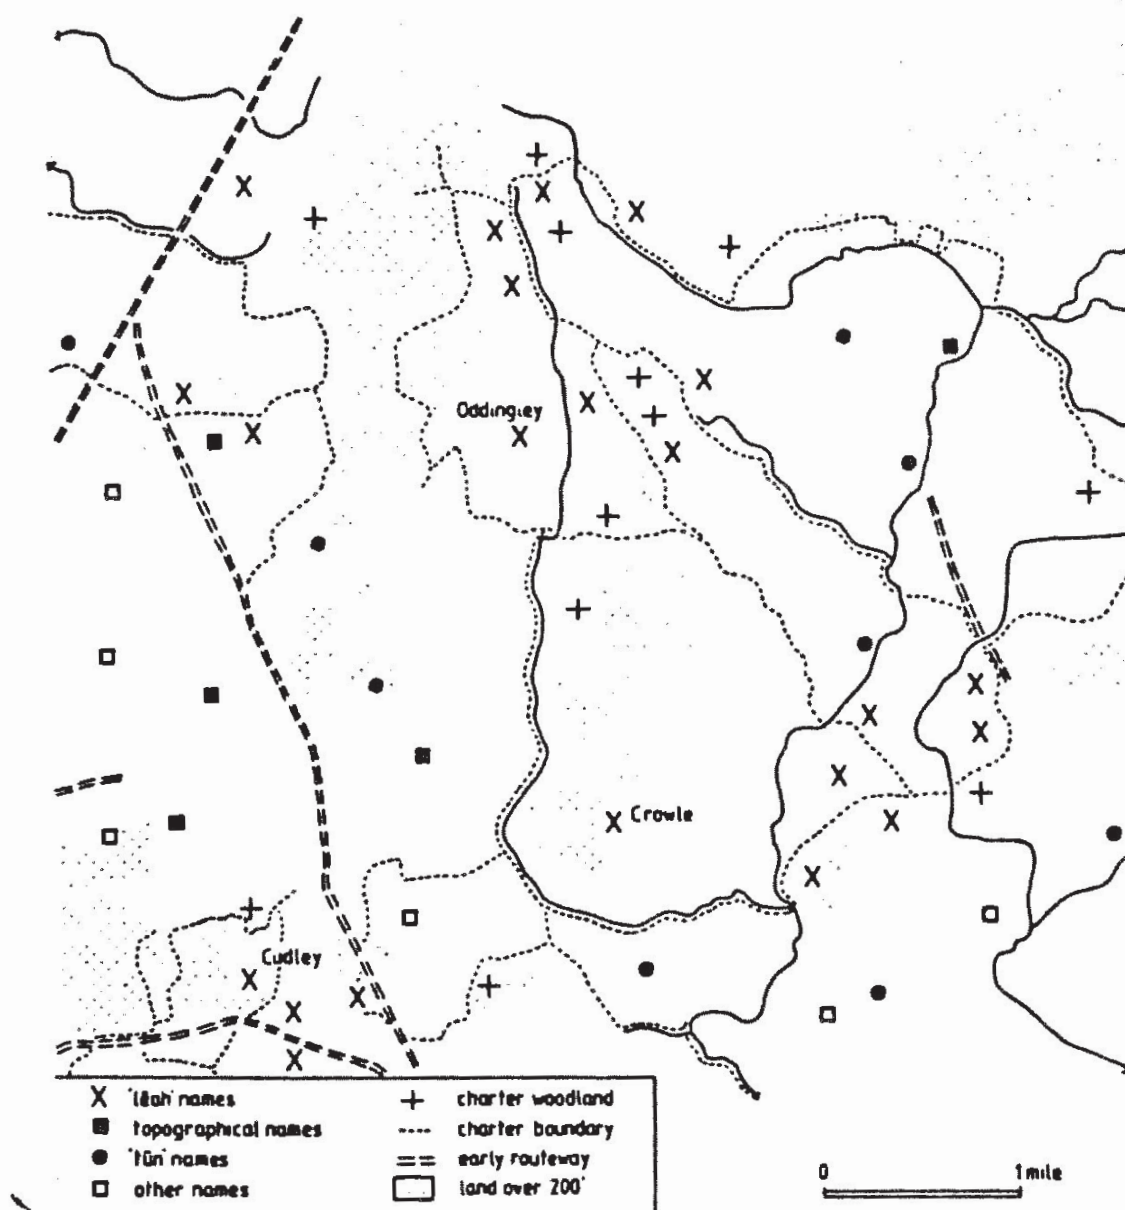 Oddingley
Crowle
Cudley
'lēah' names
topographical names
'tūn' names
other names
charter woodland
charter boundary
early routeway
land over 200'
0 1 mile